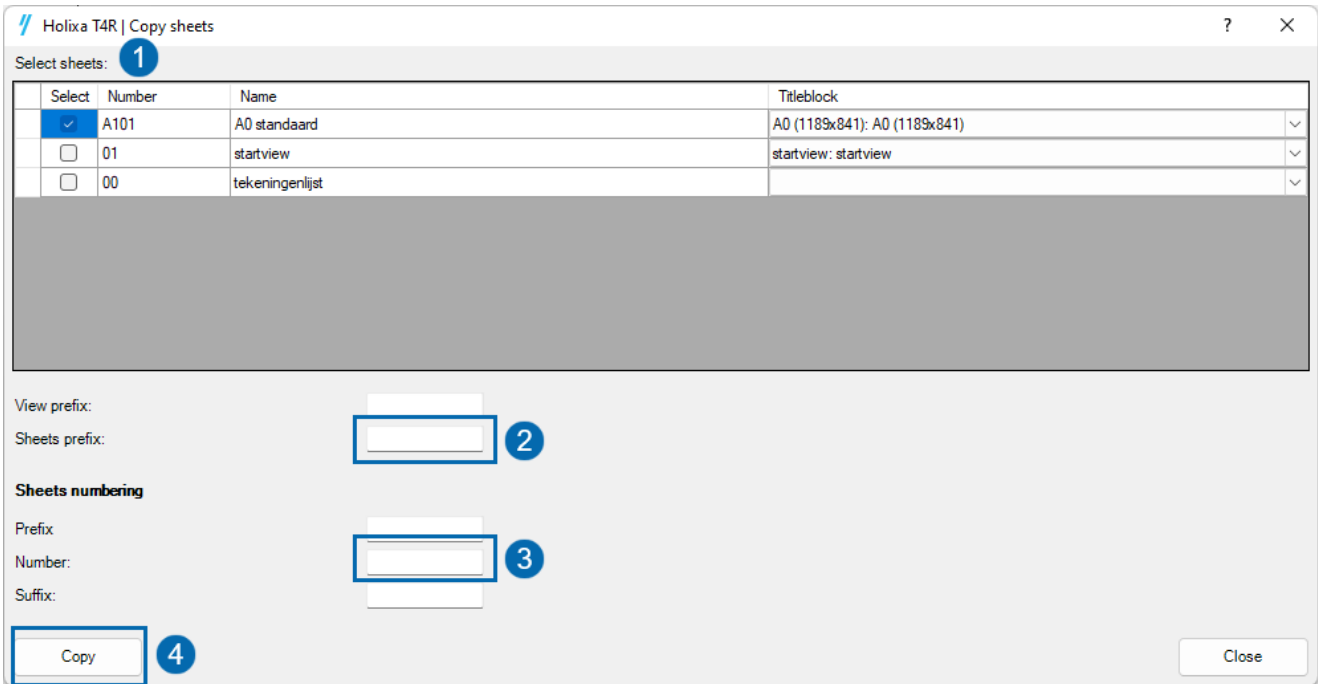 Holixa T4R | Copy sheets ?
Select sheets: 1
Select Number Name Titleblock
A101 A0 standaard A0 (1189x841): A0 (1189x841)
01 startview startview: startview
00 tekeningenlijst
View prefix:
Sheets prefix: 2
Sheets numbering
Prefix
Number: 3
Suffix:
Copy 4 Close